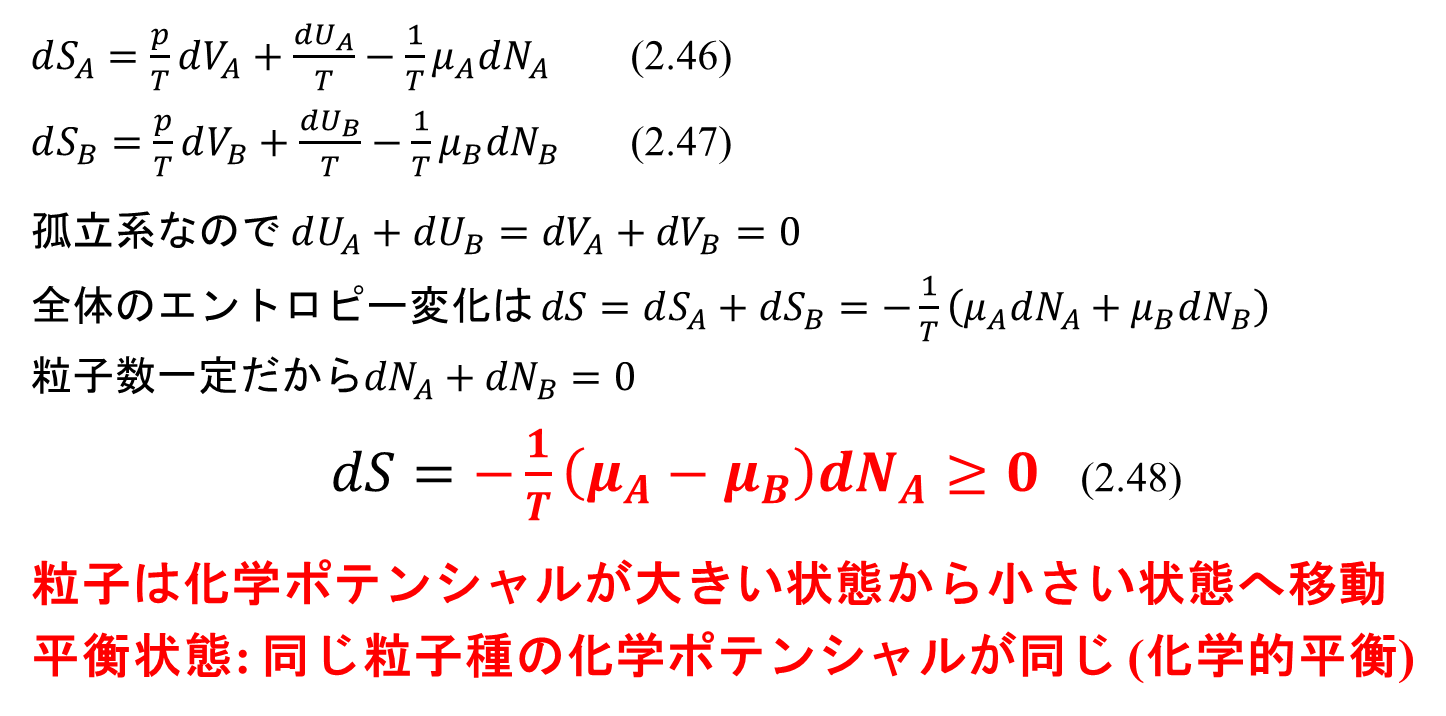 $dS_A = \frac{p}{T}dV_A + \frac{dU_A}{T} - \frac{1}{T}\mu_A dN_A$ (2.46)
$dS_B = \frac{p}{T}dV_B + \frac{dU_B}{T} - \frac{1}{T}\mu_B dN_B$ (2.47)
孤立系なので $dU_A + dU_B = dV_A + dV_B = 0$
全体のエントロピー変化は $dS = dS_A + dS_B = -\frac{1}{T}(\mu_A dN_A + \mu_B dN_B)$
粒子数一定だから$dN_A + dN_B = 0$
$dS = -\frac{1}{T}(\mu_A - \mu_B)dN_A \geq 0$ (2.48)
粒子は化学ポテンシャルが大きい状態から小さい状態へ移動
平衡状態: 同じ粒子種の化学ポテンシャルが同じ (化学的平衡)